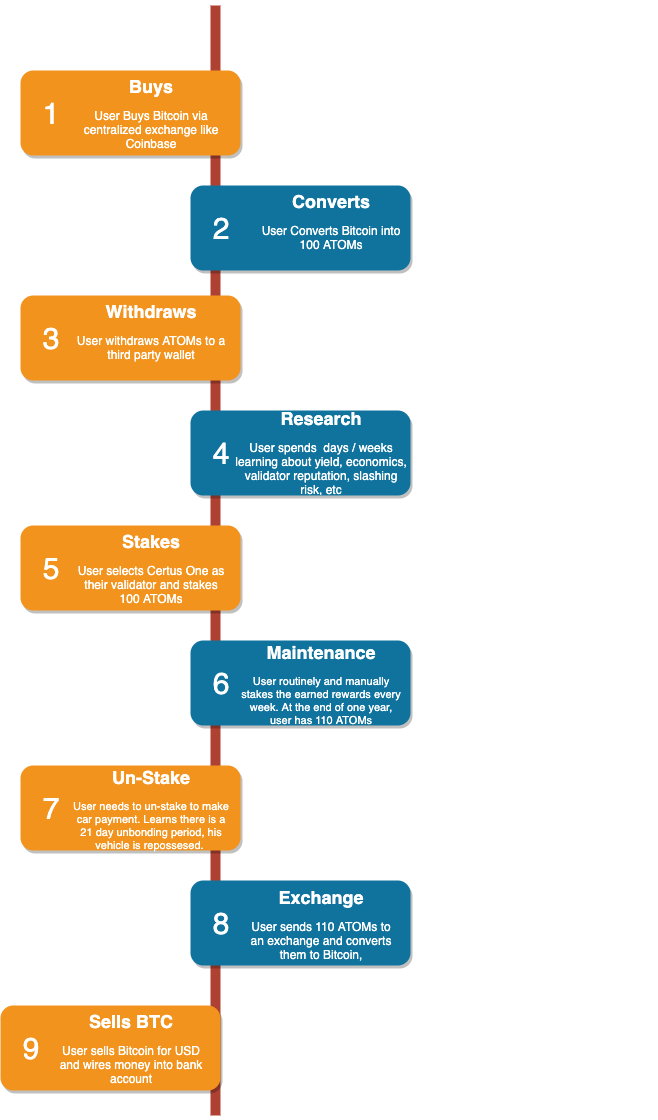 Buys
1
User Buys Bitcoin via
centralized exchange like
Coinbase
Converts
2
User Converts Bitcoin into
100 ATOMs
Withdraws
3
User withdraws ATOMs to a
third party wallet
Research
4
User spends  days / weeks
learning about yield, economics,
validator reputation, slashing
risk, etc
Stakes
5
User selects Certus One as
their validator and stakes
100 ATOMs
Maintenance
6
User routinely and manually
stakes the earned rewards every
week. At the end of one year,
user has 110 ATOMs
Un-Stake
7
User needs to un-stake to make
car payment. Learns there is a
21 day unbonding period, his
vehicle is repossesed.
Exchange
8
User sends 110 ATOMs to
an exchange and converts
them to Bitcoin,
Sells BTC
9
User sells Bitcoin for USD
and wires money into bank
account